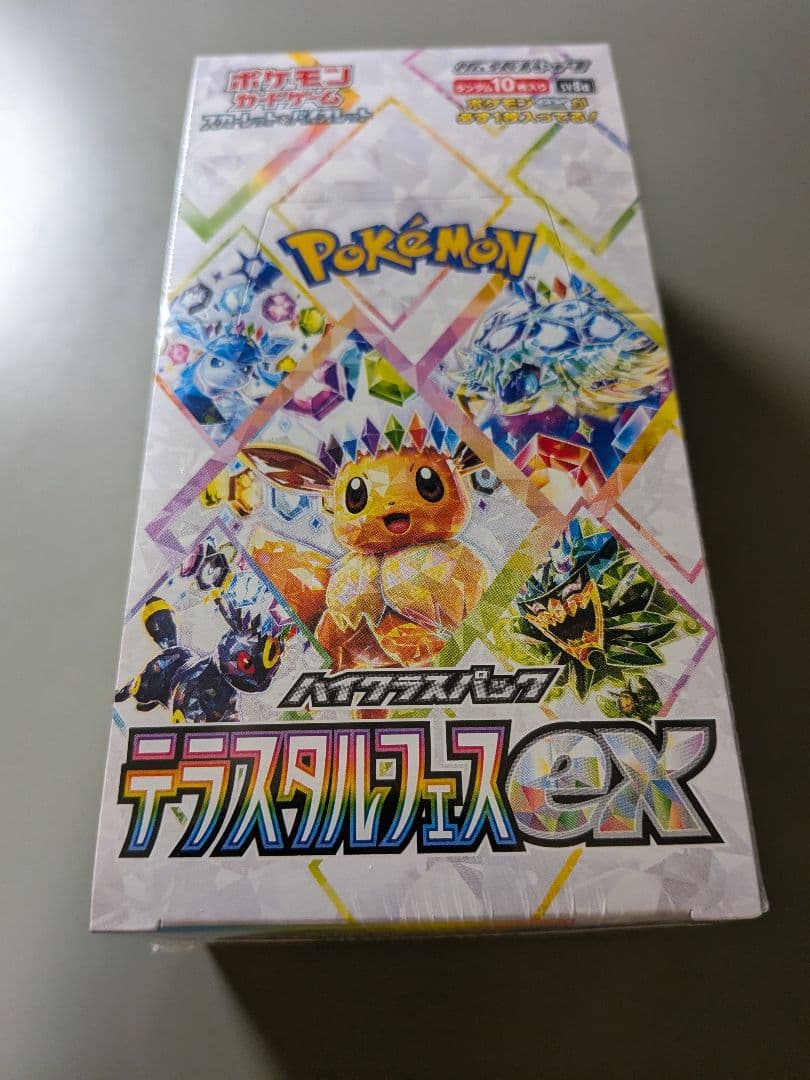 ポケモン
カードゲーム
スカーレット&バイオレット
拡張パック
ランダム10枚入り sv8a
ポケモンexが
必ず1枚入ってる!
POKÉMON
TM
ハイクラスパック
テラスタルフェスex